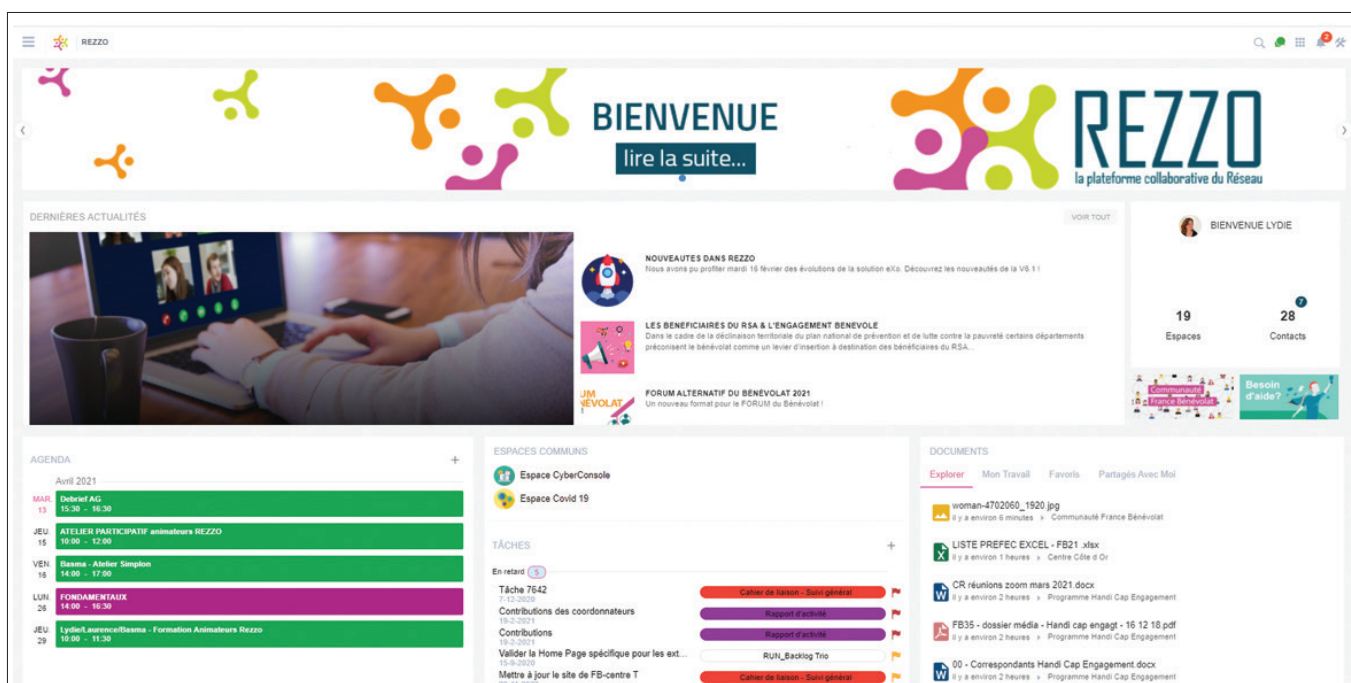 REZZO
2
BIENVENUE
lire la suite...
REZZO
la plateforme collaborative du Réseau
DERNIÈRES ACTUALITÉS
VOIR TOUT
NOUVEAUTES DANS REZZO
Nous avons pu profiter mardi 16 février des évolutions de la solution eXo. Découvrez les nouveautés de la V6.1 !
LES BENEFICIAIRES DU RSA & L'ENGAGEMENT BENEVOLE
Dans le cadre de la déclinaison territoriale du plan national de prévention et de lutte contre la pauvreté certains départements
préconisent le bénévolat comme un levier d'insertion à destination des bénéficiaires du RSA...
UM
NÉVOLAT
FORUM ALTERNATIF DU BÉNÉVOLAT 2021
Un nouveau format pour le FORUM du Bénévolat !
BIENVENUE LYDIE
7
19
28
Espaces
Contacts
Communauté
France Bénévolat
Besoin
d'aide?
AGENDA
+
Avril 2021
MAR. 13
Debrief AG
15:30 - 16:30
JEU. 15
ATELIER PARTICIPATIF animateurs REZZO
10:00 - 12:00
VEN. 16
Basma - Atelier Simplon
14:00 - 17:00
LUN. 26
FONDAMENTAUX
14:00 - 16:30
JEU. 29
Lydie/Laurence/Basma - Formation Animateurs Rezzo
10:00 - 11:30
ESPACES COMMUNS
Espace CyberConsole
Espace Covid 19
TÂCHES
+
En retard 5
Tâche 7642
7-12-2020
Cahier de liaison - Suivi général
Contributions des coordonnateurs
19-2-2021
Rapport d'activité
Contributions
19-2-2021
Rapport d'activité
Valider la Home Page spécifique pour les ext...
15-9-2020
RUN_Backlog Trio
Mettre à jour le site de FB-centre T
Cahier de liaison - Suivi général
DOCUMENTS
Explorer Mon Travail Favoris Partagés Avec Moi
woman-4702060_1920.jpg
il y a environ 6 minutes Communauté France Bénévolat
LISTE PREFEC EXCEL - FB21 .xlsx
il y a environ 1 heures Centre Côte d Or
CR réunions zoom mars 2021.docx
il y a environ 2 heures Programme Handi Cap Engagement
FB35 - dossier média - Handi cap engagt - 16 12 18.pdf
il y a environ 2 heures Programme Handi Cap Engagement
00 - Correspondants Handi Cap Engagement.docx
il y a environ 2 heures Programme Handi Cap Engagement